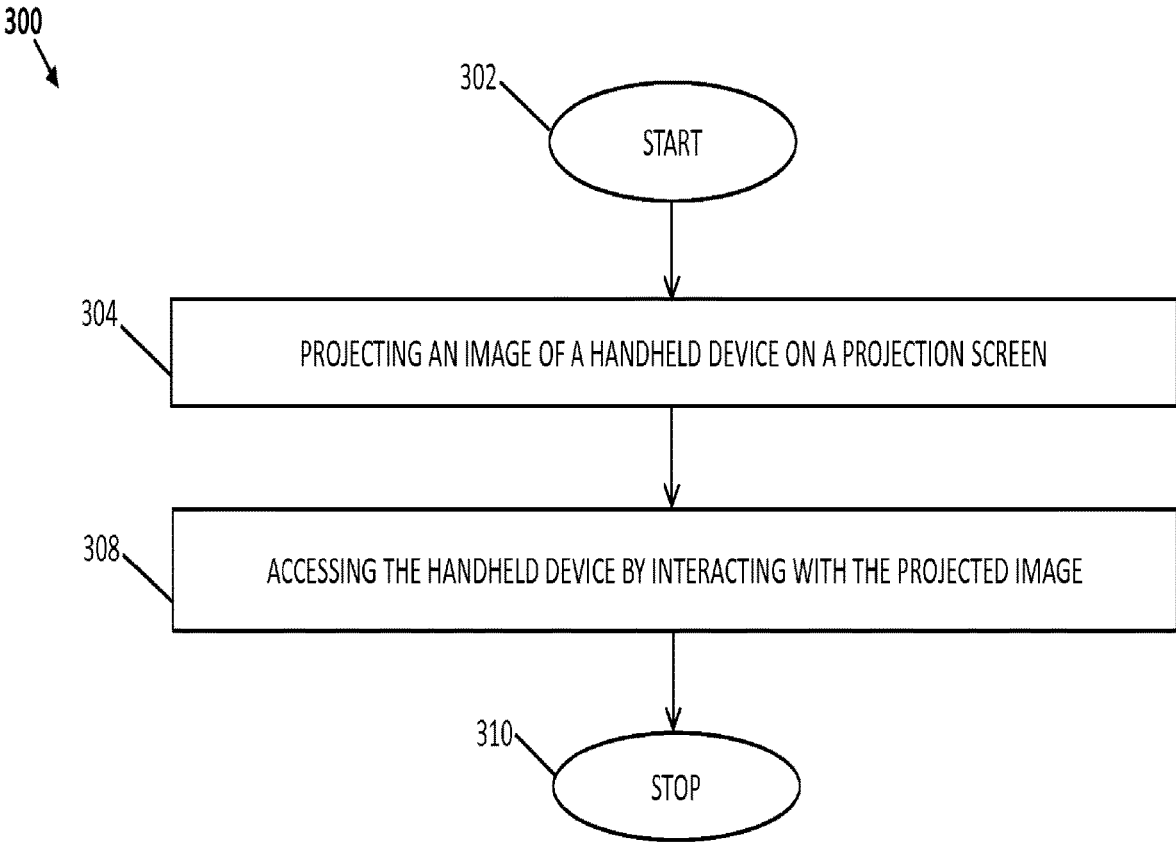 300
302
START
304
PROJECTING AN IMAGE OF A HANDHELD DEVICE ON A PROJECTION SCREEN
308
ACCESSING THE HANDHELD DEVICE BY INTERACTING WITH THE PROJECTED IMAGE
310
STOP